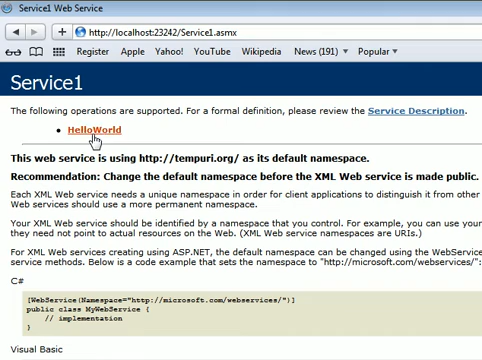 Service1 Web Service
http://localhost:23242/Service1.asmx
Register Apple Yahoo! YouTube Wikipedia News (191) Popular
Service1
The following operations are supported. For a formal definition, please review the Service Description.
• HelloWorld
This web service is using http://tempuri.org/ as its default namespace.
Recommendation: Change the default namespace before the XML Web service is made public.
Each XML Web service needs a unique namespace in order for client applications to distinguish it from other
Web services should use a more permanent namespace.
Your XML Web service should be identified by a namespace that you control. For example, you can use your
they need not point to actual resources on the Web. (XML Web service namespaces are URIs.)
For XML Web services creating using ASP.NET, the default namespace can be changed using the WebService
service methods. Below is a code example that sets the namespace to "http://microsoft.com/webservices/":
C#
[WebService(Namespace="http://microsoft.com/webservices/")]
public class MyWebService {
// implementation
}
Visual Basic